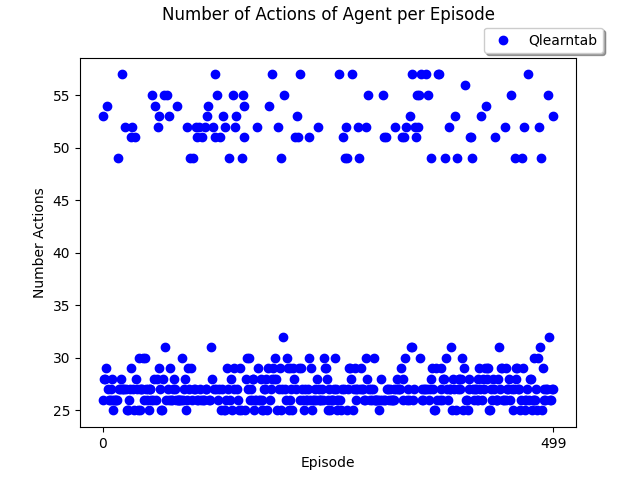 Number of Actions of Agent per Episode
Qlearntab
55
50
45
40
35
30
25
Number Actions
0
499
Episode